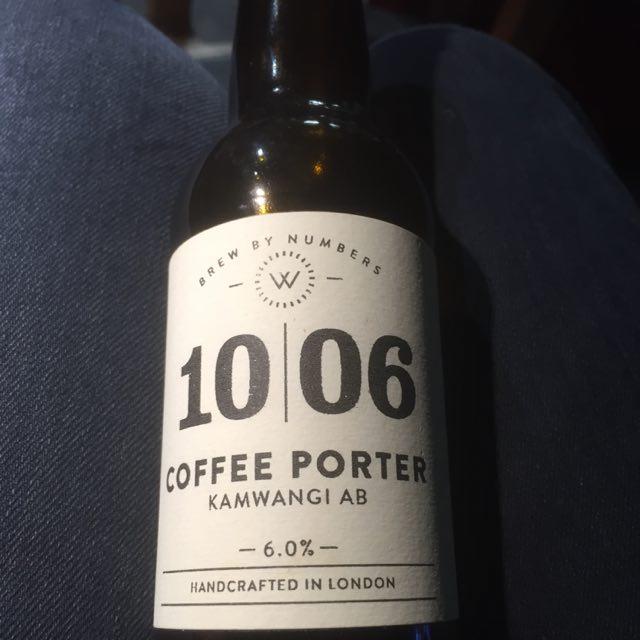 BREW BY NUMBERS
W
10|06
COFFEE PORTER
KAMWANGI AB
— 6.0% —
HANDCRAFTED IN LONDON